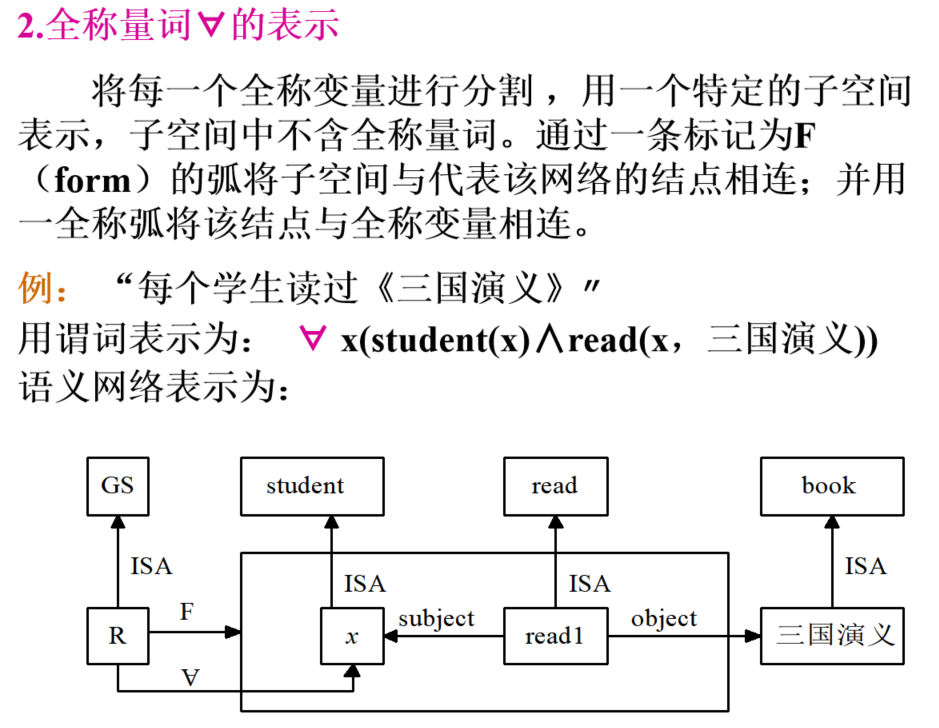 2.全称量词∀的表示
将每一个全称变量进行分割，用一个特定的子空间
表示，子空间中不含全称量词。通过一条标记为F
（form）的弧将子空间与代表该网络的结点相连；并用
一全称弧将该结点与全称变量相连。
例： “每个学生读过《三国演义》”
用谓词表示为： ∀ x(student(x)∧read(x，三国演义))
语义网络表示为：
GS student read book
ISA ISA ISA ISA
R F x subject read1 object 三国演义
∀